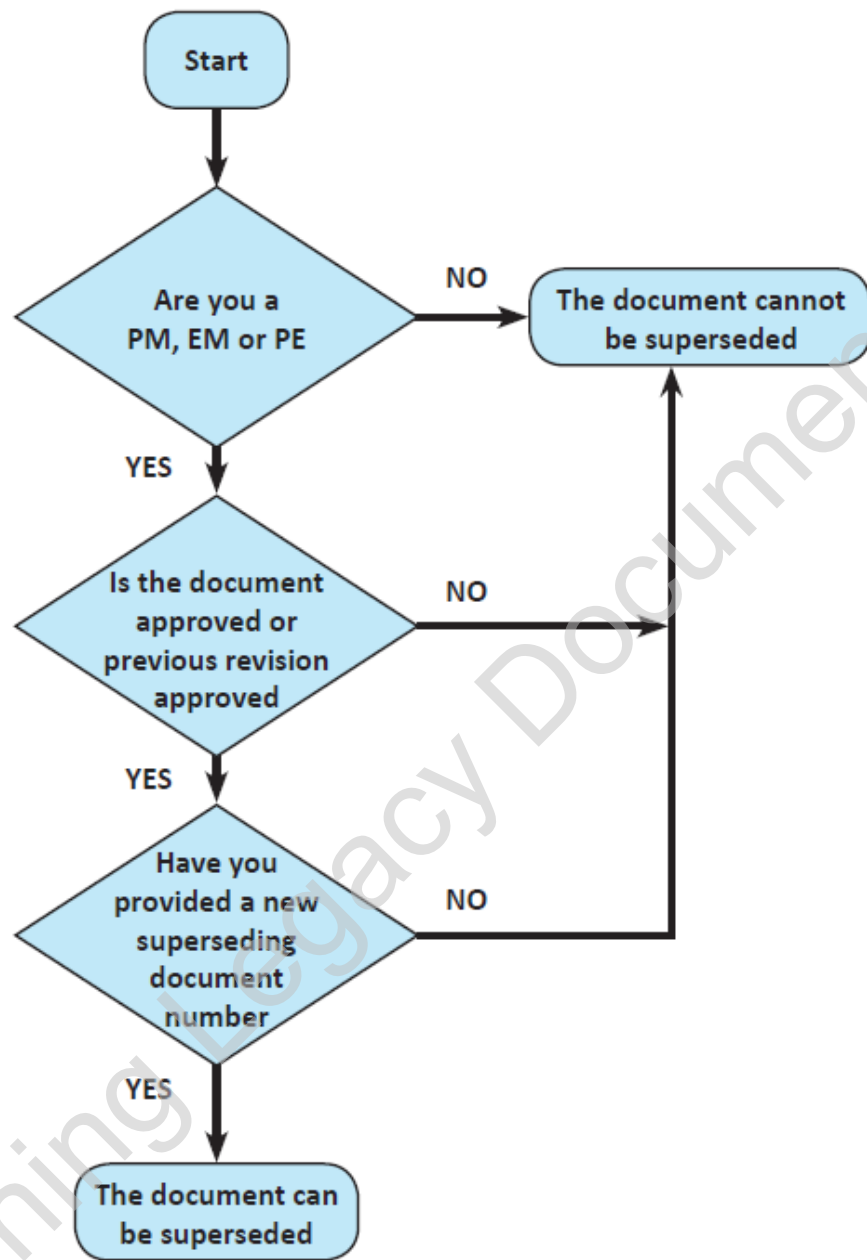 Start
Are you a
PM, EM or PE
NO
The document cannot
be superseded
YES
Is the document
approved or
previous revision
approved
NO
YES
Have you
provided a new
superseding
document
number
NO
YES
The document can
be superseded
Legacy